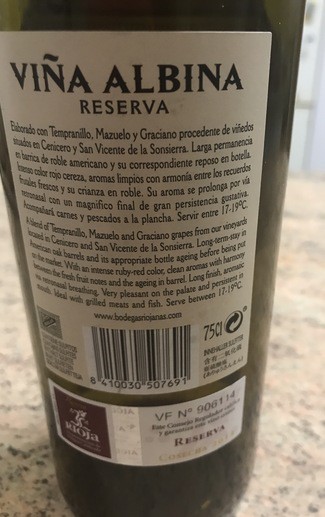 VIÑA ALBINA
RESERVA
Elaborado con Tempranillo, Mazuelo y Graciano procedente de viñedos
situados en Cenicero y San Vicente de la Sonsierra. Larga permanencia
en barrica de roble americano y su correspondiente reposo en botella.
Intenso color rojo cereza, aromas limpios con armonía entre los recuerdos
frutales frescos y su crianza en roble. Su aroma se prolonga por vía
retronasal con un magnifico final de gran persistencia gustativa.
Acompañará carnes y pescados a la plancha. Servir entre 17-19ºC.
A blend of Tempranillo, Mazuelo and Graciano grapes from our vineyards
located in Cenicero and San Vicente de la Sonsierra. Long-term-stay in
American oak barrels and its appropriate bottle ageing before being put
on the market. With an intense ruby-red color, clean aromas with harmony
between the fresh fruit notes and the ageing in barrel. Long finish, aromatic
in retronasal breathing. Very pleasant on the palate and persistent in
mouth. Ideal with grilled meats and fish. Serve between 17-19ºC.
www.bodegasriojanas.com
75Cl
8 410030 507691
VF Nº 906114
Este Consejo Regulador
y garantiza
RESERVA
Rioja